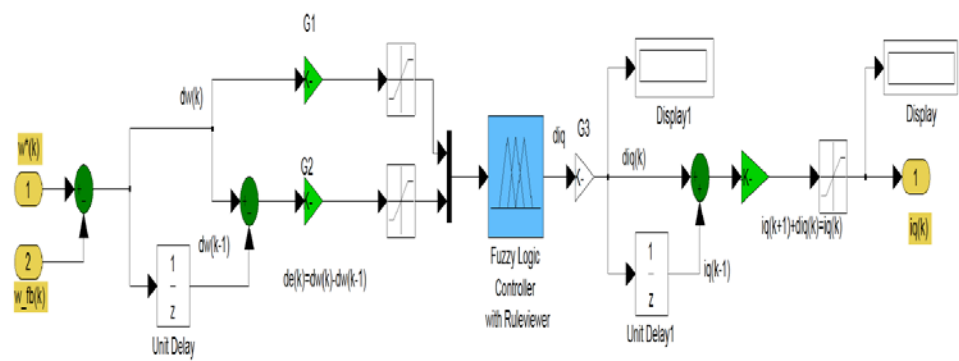 G1
K-
dw(k)
Display1
Display
w*(k)
1
G2
K-
diq
G3
K-
diq(k)
K-
1
iq(k)
2
w_fb(k)
dw(k-1)
1
z
Unit Delay
de(k)=dw(k)-dw(k-1)
Fuzzy Logic
Controller
with Ruleviewer
1
z
Unit Delay1
iq(k-1)
iq(k+1)+diq(k)=iq(k)